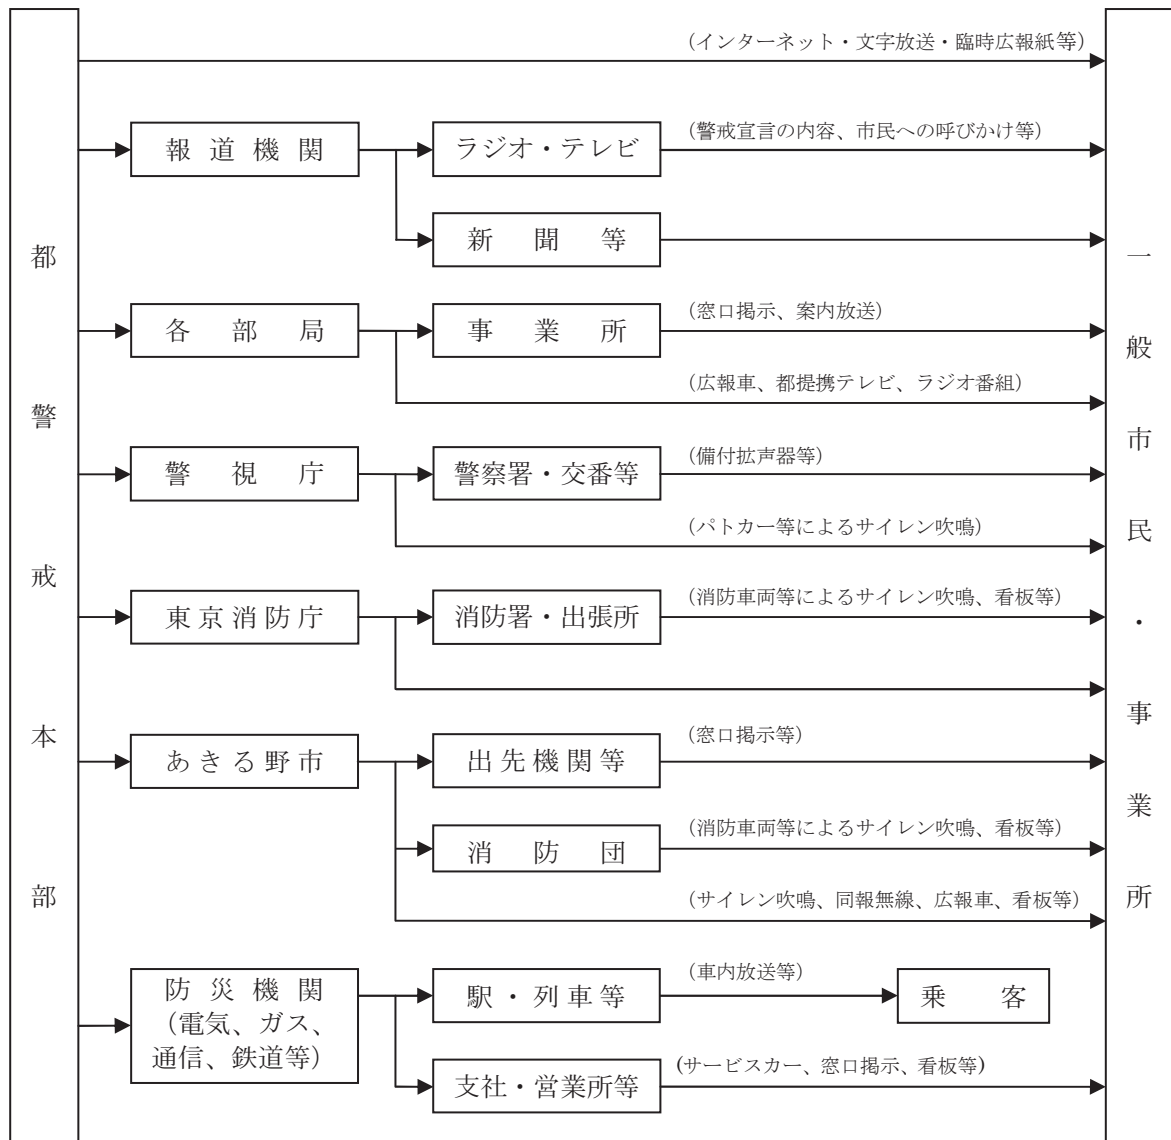 都警戒本部
(インターネット・文字放送・臨時広報紙等)
報道機関
ラジオ・テレビ
(警戒宣言の内容、市民への呼びかけ等)
新聞等
各部局
事業所
(窓口掲示、案内放送)
(広報車、都提携テレビ、ラジオ番組)
警視庁
警察署・交番等
(備付拡声器等)
(パトカー等によるサイレン吹鳴)
東京消防庁
消防署・出張所
(消防車両等によるサイレン吹鳴、看板等)
あきる野市
出先機関等
(窓口掲示等)
消防団
(消防車両等によるサイレン吹鳴、看板等)
(サイレン吹鳴、同報無線、広報車、看板等)
防災機関
(電気、ガス、
通信、鉄道等)
駅・列車等
(車内放送等)
乗客
支社・営業所等
(サービスカー、窓口掲示、看板等)
一般市民・事業所